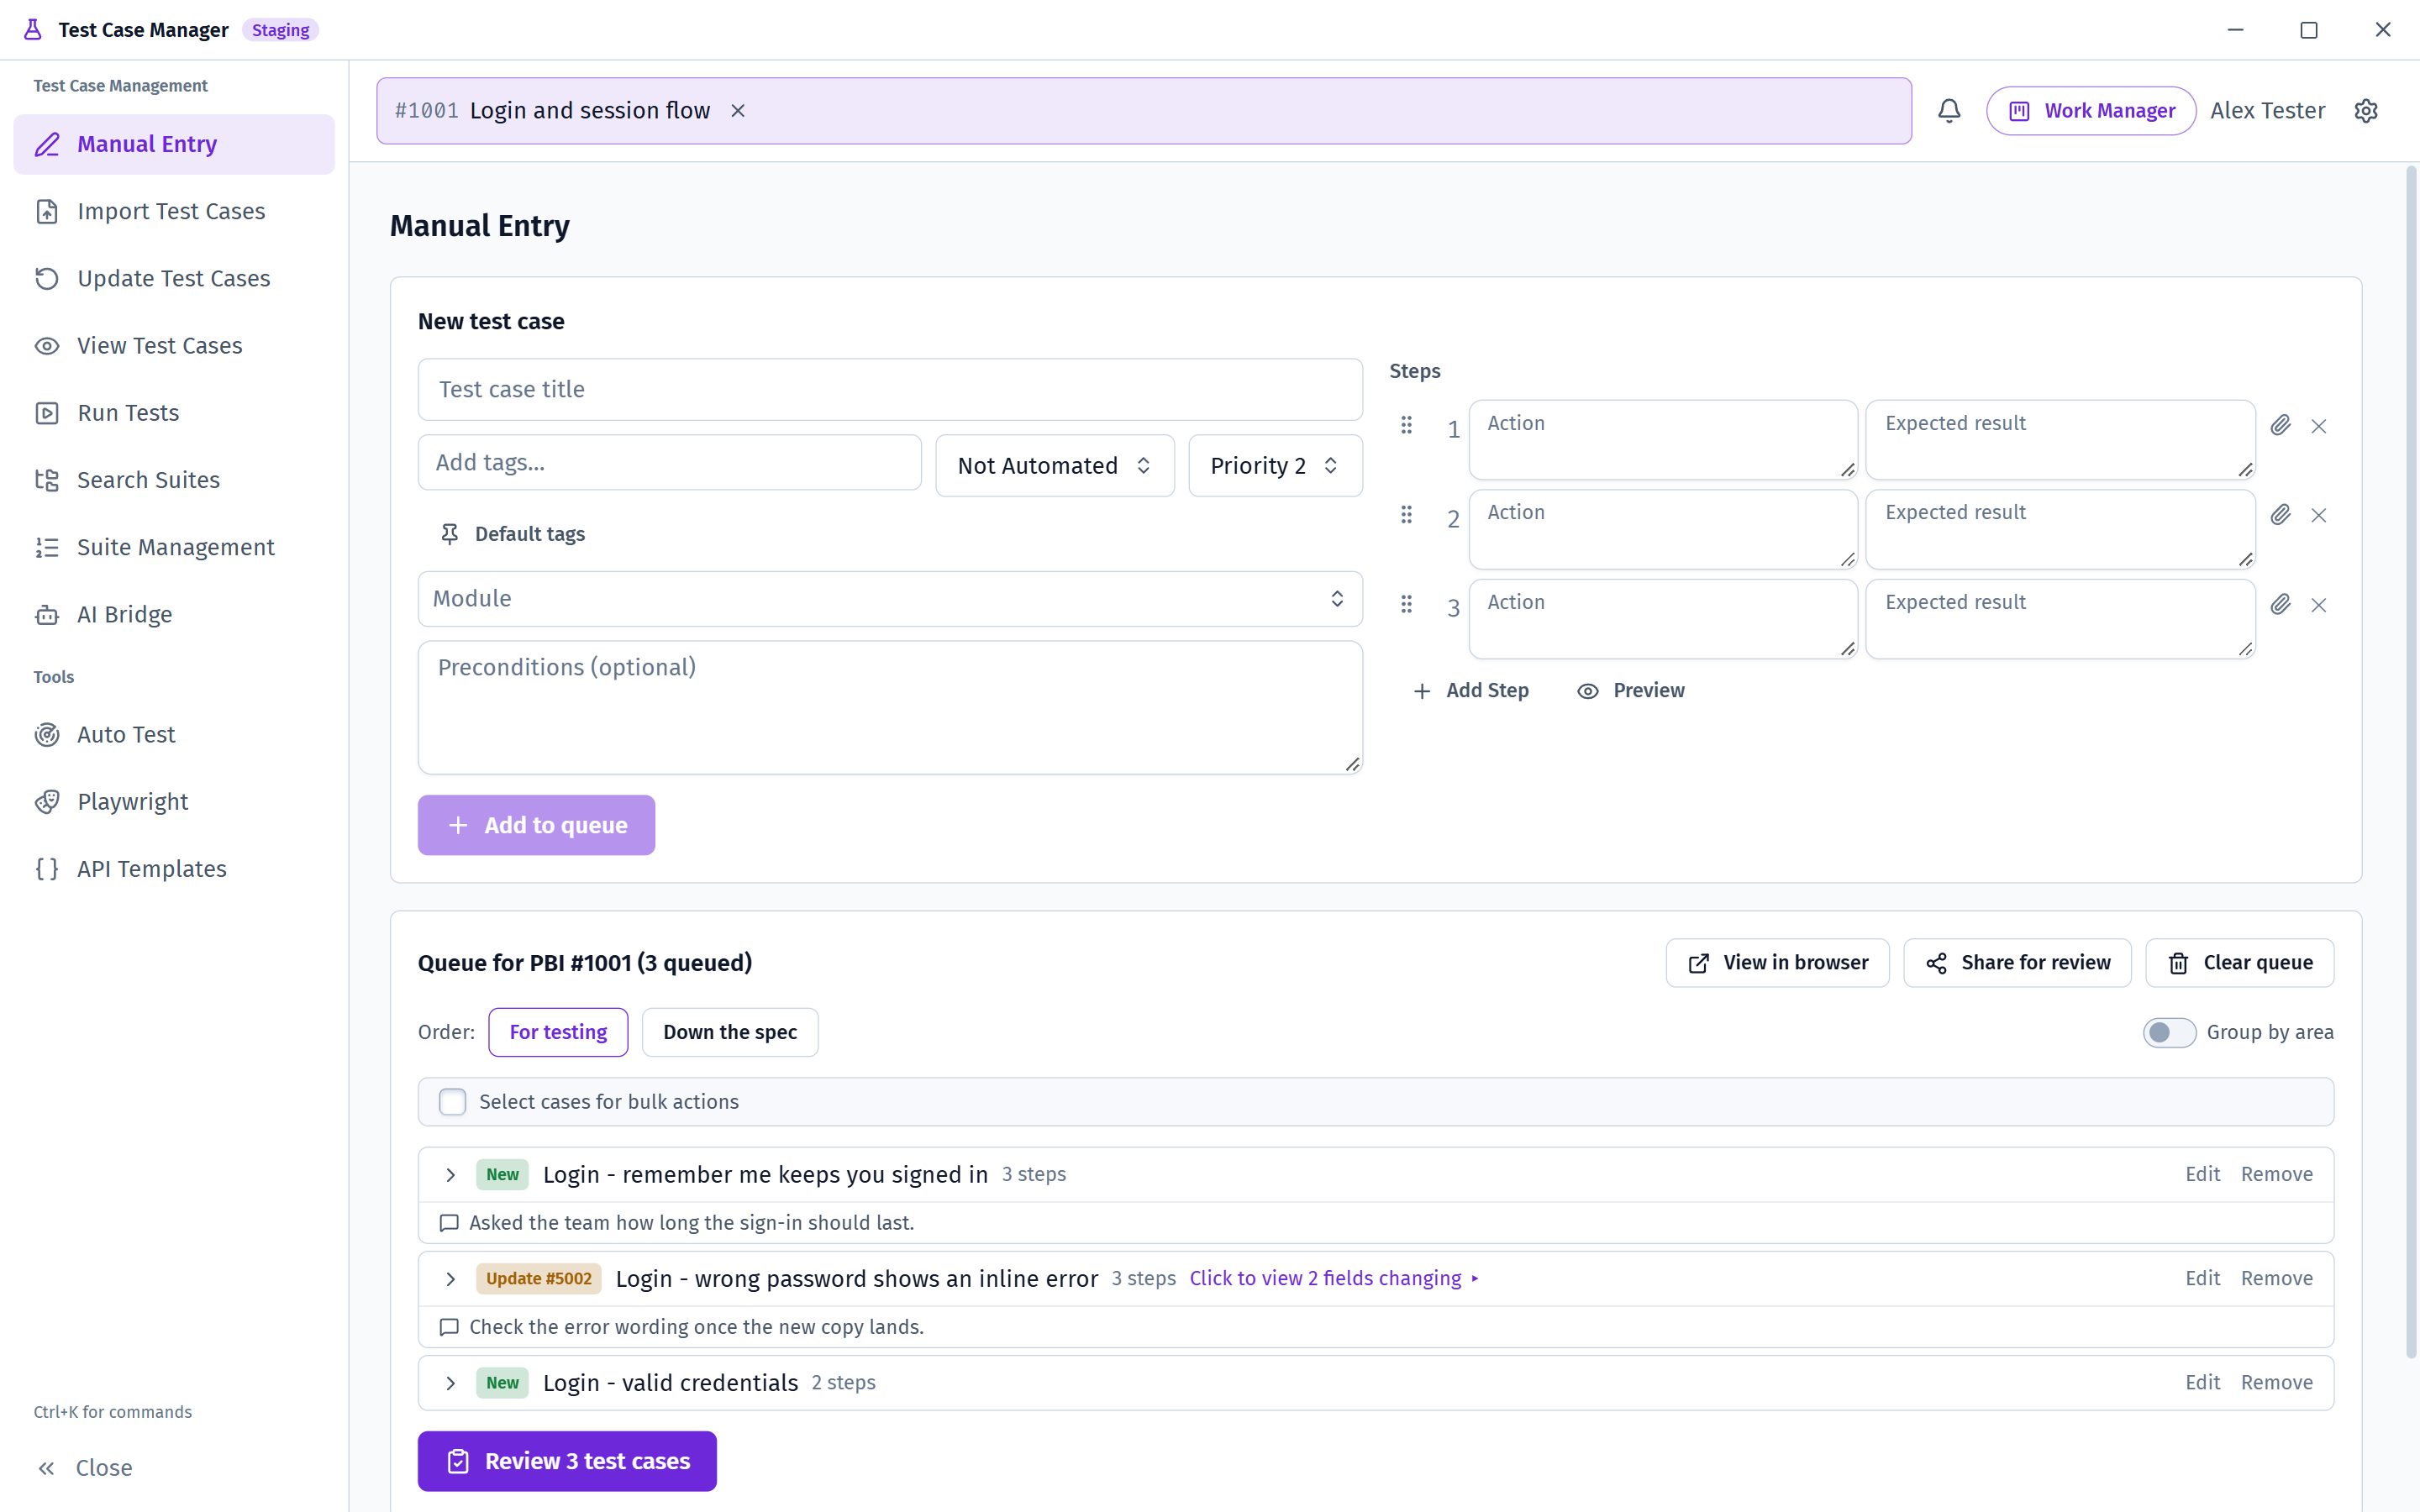 Test Case Manager Staging
Test Case Management
Manual Entry
Import Test Cases
Update Test Cases
View Test Cases
Run Tests
Search Suites
Suite Management
AI Bridge
Tools
Auto Test
Playwright
API Templates
Ctrl+K for commands
Close
#1001 Login and session flow
Work Manager
Alex Tester
Manual Entry
New test case
Test case title
Add tags...
Not Automated
Priority 2
Default tags
Module
Preconditions (optional)
Add to queue
Steps
1 Action Expected result
2 Action Expected result
3 Action Expected result
Add Step Preview
Queue for PBI #1001 (3 queued)
View in browser Share for review Clear queue
Order: For testing Down the spec Group by area
Select cases for bulk actions
New Login - remember me keeps you signed in 3 steps Edit Remove
Asked the team how long the sign-in should last.
Update #5002 Login - wrong password shows an inline error 3 steps Click to view 2 fields changing Edit Remove
Check the error wording once the new copy lands.
New Login - valid credentials 2 steps Edit Remove
Review 3 test cases